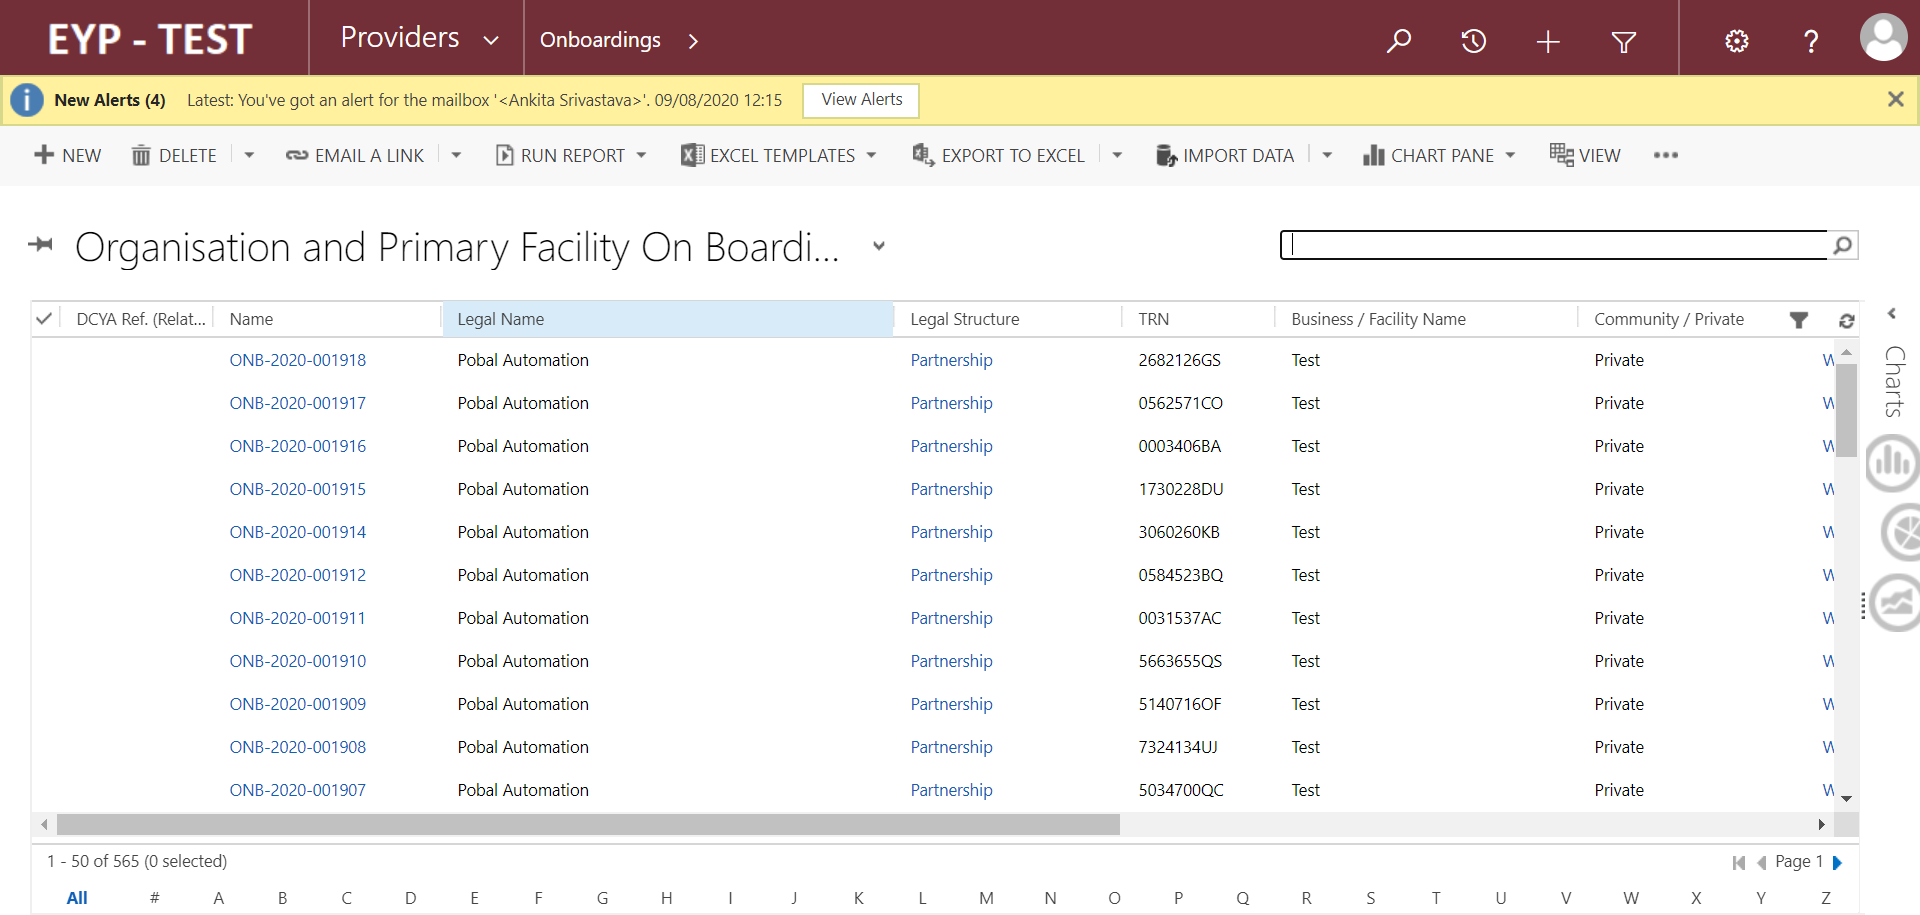 EYP - TEST Providers Onboardings
New Alerts (4) Latest: You've got an alert for the mailbox '<Ankita Srivastava>'. 09/08/2020 12:15 View Alerts
NEW DELETE EMAIL A LINK RUN REPORT EXCEL TEMPLATES EXPORT TO EXCEL IMPORT DATA CHART PANE VIEW
Organisation and Primary Facility On Boardi...
DCYA Ref. (Relat... Name Legal Name Legal Structure TRN Business / Facility Name Community / Private
ONB-2020-001918 Pobal Automation Partnership 2682126GS Test Private W
ONB-2020-001917 Pobal Automation Partnership 0562571CO Test Private W
ONB-2020-001916 Pobal Automation Partnership 0003406BA Test Private W
ONB-2020-001915 Pobal Automation Partnership 1730228DU Test Private W
ONB-2020-001914 Pobal Automation Partnership 3060260KB Test Private W
ONB-2020-001912 Pobal Automation Partnership 0584523BQ Test Private W
ONB-2020-001911 Pobal Automation Partnership 0031537AC Test Private W
ONB-2020-001910 Pobal Automation Partnership 5663655QS Test Private W
ONB-2020-001909 Pobal Automation Partnership 5140716OF Test Private W
ONB-2020-001908 Pobal Automation Partnership 7324134UJ Test Private W
ONB-2020-001907 Pobal Automation Partnership 5034700QC Test Private W
Charts
1 - 50 of 565 (0 selected) Page 1
All # A B C D E F G H I J K L M N O P Q R S T U V W X Y Z